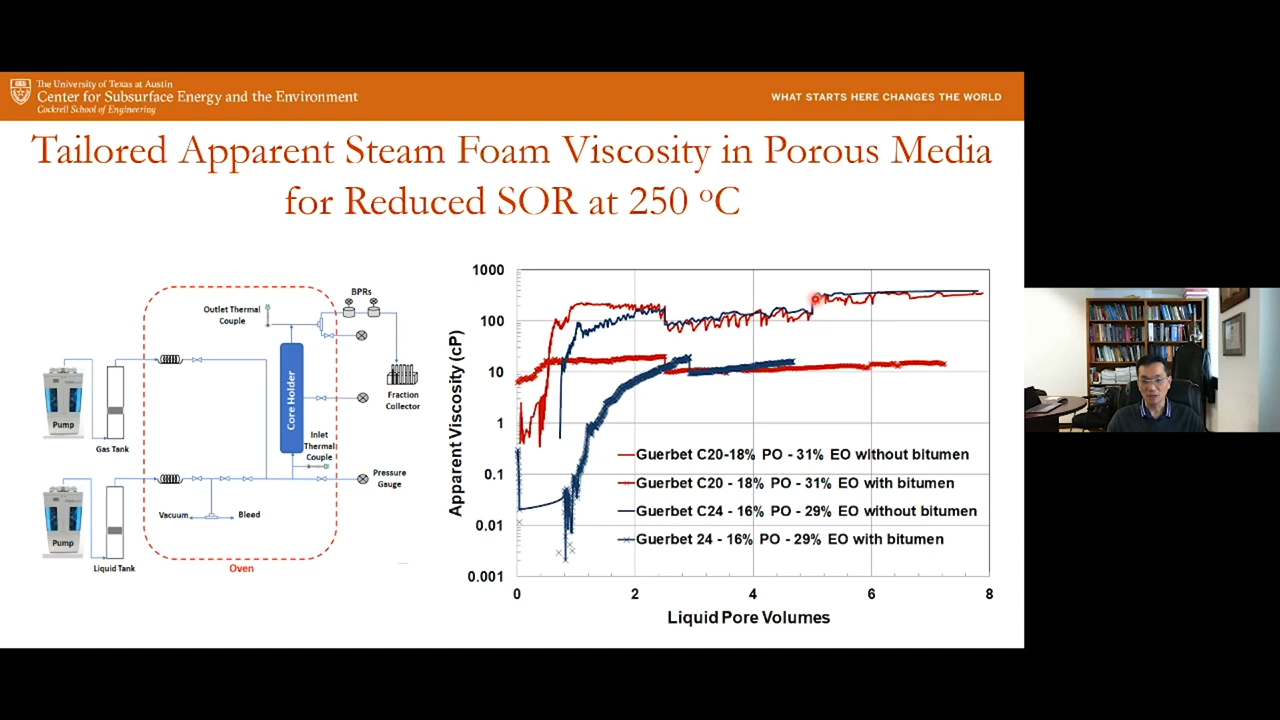 The University of Texas at Austin
Center for Subsurface Energy and the Environment
Cockrell School of Engineering
WHAT STARTS HERE CHANGES THE WORLD
Tailored Apparent Steam Foam Viscosity in Porous Media
for Reduced SOR at 250 °C
BPRs
Outlet Thermal
Couple
Core Holder
Fraction
Collector
Pump
Gas Tank
Inlet
Thermal
Couple
Pressure
Gauge
Vacuum
Bleed
Pump
Liquid Tank
Oven
1000
100
10
1
0.1
0.01
0.001
Apparent Viscosity (cP)
Guerbet C20-18% PO - 31% EO without bitumen
Guerbet C20 - 18% PO - 31% EO with bitumen
Guerbet C24 - 16% PO - 29% EO without bitumen
Guerbet 24 - 16% PO - 29% EO with bitumen
0 2 4 6 8
Liquid Pore Volumes